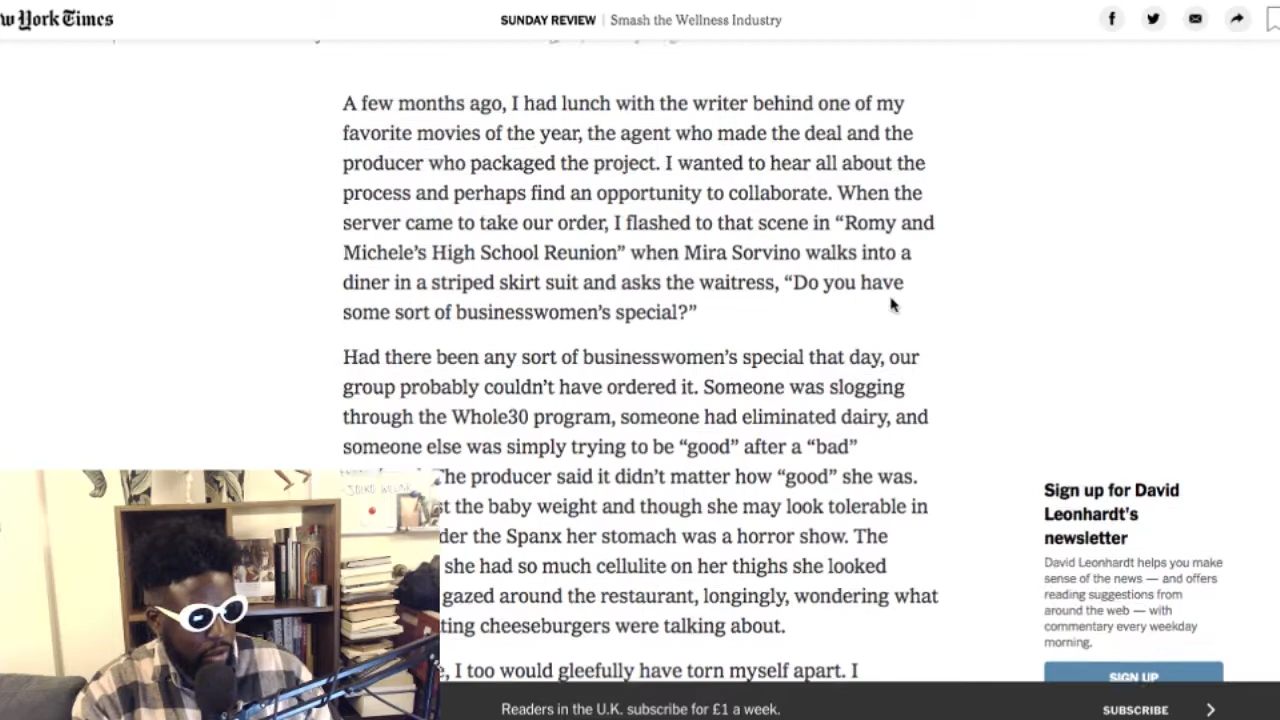 w York Times
SUNDAY REVIEW | Smash the Wellness Industry
A few months ago, I had lunch with the writer behind one of my
favorite movies of the year, the agent who made the deal and the
producer who packaged the project. I wanted to hear all about the
process and perhaps find an opportunity to collaborate. When the
server came to take our order, I flashed to that scene in “Romy and
Michele’s High School Reunion” when Mira Sorvino walks into a
diner in a striped skirt suit and asks the waitress, “Do you have
some sort of businesswomen’s special?”
Had there been any sort of businesswomen’s special that day, our
group probably couldn’t have ordered it. Someone was slogging
through the Whole30 program, someone had eliminated dairy, and
someone else was simply trying to be “good” after a “bad”
The producer said it didn’t matter how “good” she was.
st the baby weight and though she may look tolerable in
der the Spanx her stomach was a horror show. The
she had so much cellulite on her thighs she looked
gazed around the restaurant, longingly, wondering what
ting cheeseburgers were talking about.
e, I too would gleefully have torn myself apart. I
Sign up for David
Leonhardt's
newsletter
David Leonhardt helps you make
sense of the news — and offers
reading suggestions from
around the web — with
commentary every weekday
morning.
SIGN UP
Readers in the U.K. subscribe for £1 a week.
SUBSCRIBE